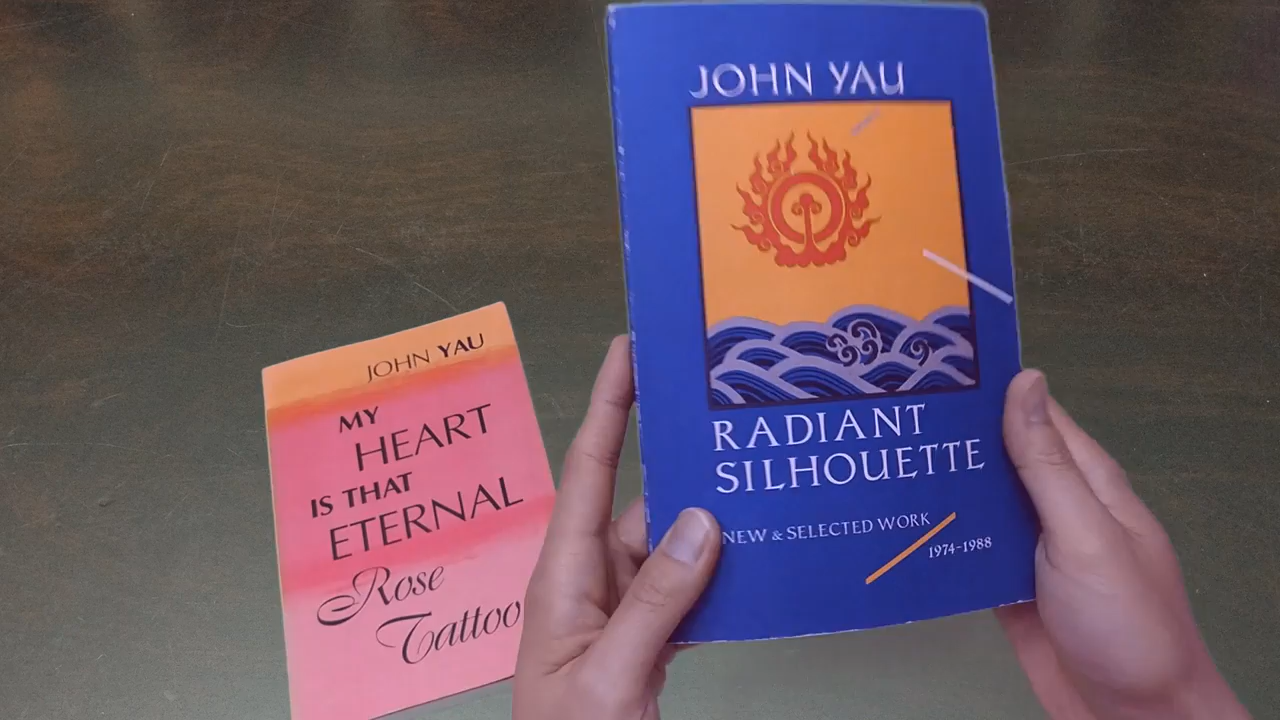 JOHN YAU
MY
HEART
IS THAT
ETERNAL
Rose
Tattoo
JOHN YAU
RADIANT
SILHOUETTE
NEW & SELECTED WORK
1974-1988